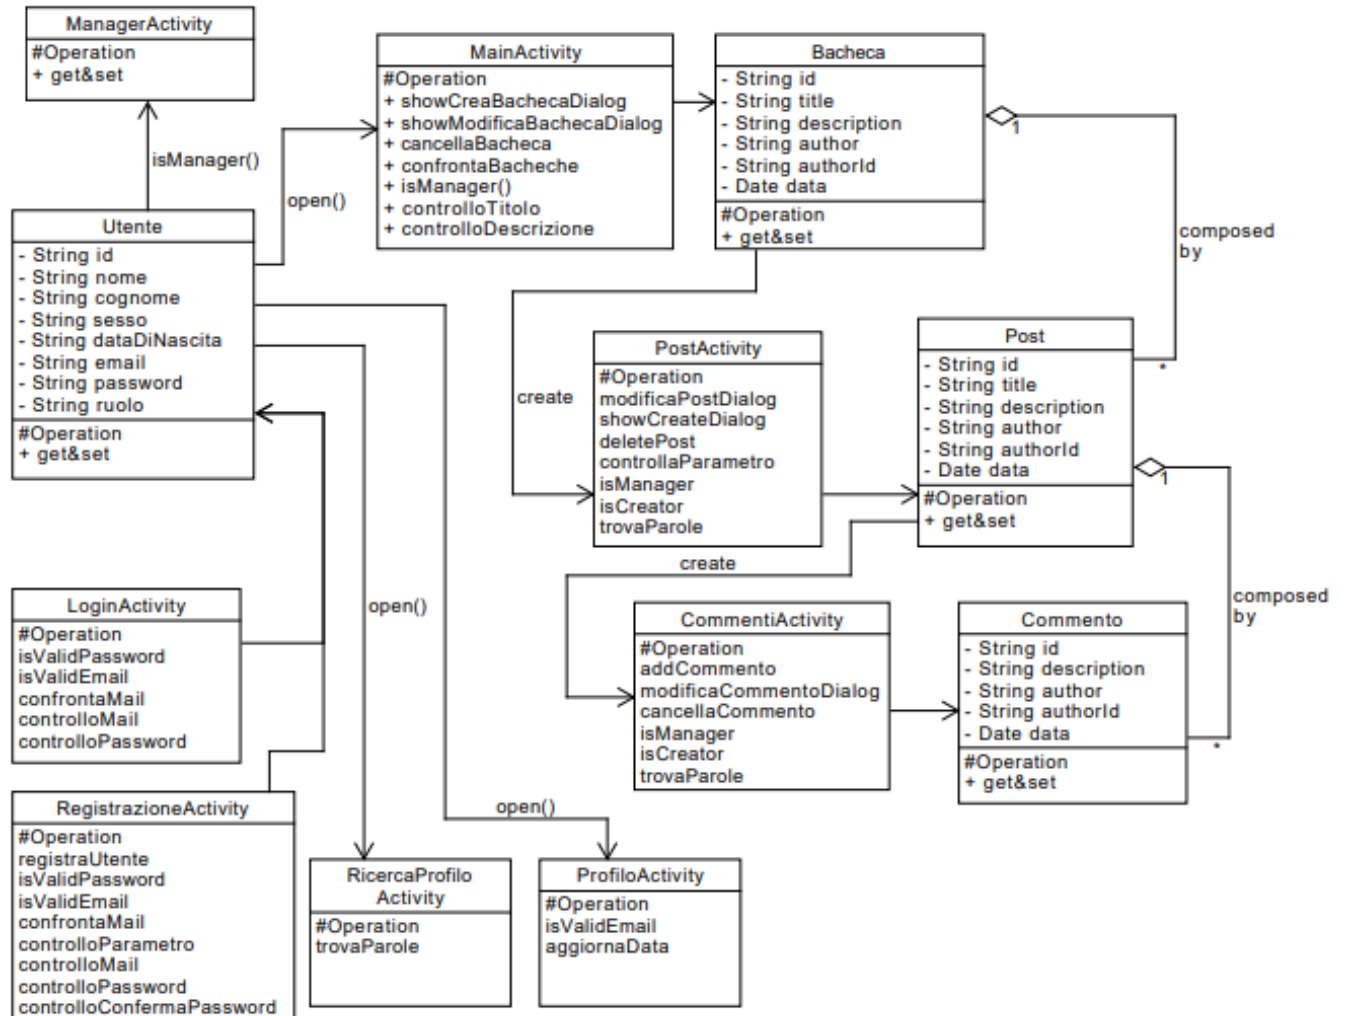 ManagerActivity
#Operation
+ get&set
isManager()
Utente
- String id
- String nome
- String cognome
- String sesso
- String dataDiNascita
- String email
- String password
- String ruolo
#Operation
+ get&set
open()
MainActivity
#Operation
+ showCreaBachecaDialog
+ showModificaBachecaDialog
+ cancellaBacheca
+ confrontaBacheche
+ isManager()
+ controlloTitolo
+ controlloDescrizione
Bacheca
- String id
- String title
- String description
- String author
- String authorId
- Date data
#Operation
+ get&set
1
composed
by
*
create
PostActivity
#Operation
modificaPostDialog
showCreateDialog
deletePost
controllaParametro
isManager
isCreator
trovaParole
Post
- String id
- String title
- String description
- String author
- String authorId
- Date data
#Operation
+ get&set
1
composed
by
*
create
CommentiActivity
#Operation
addCommento
modificaCommentoDialog
cancellaCommento
isManager
isCreator
trovaParole
Commento
- String id
- String description
- String author
- String authorId
- Date data
#Operation
+ get&set
LoginActivity
#Operation
isValidPassword
isValidEmail
confrontaMail
controlloMail
controlloPassword
open()
open()
RegistrazioneActivity
#Operation
registraUtente
isValidPassword
isValidEmail
confrontaMail
controlloParametro
controlloMail
controlloPassword
controlloConfermaPassword
RicercaProfilo
Activity
#Operation
trovaParole
ProfiloActivity
#Operation
isValidEmail
aggiornaData